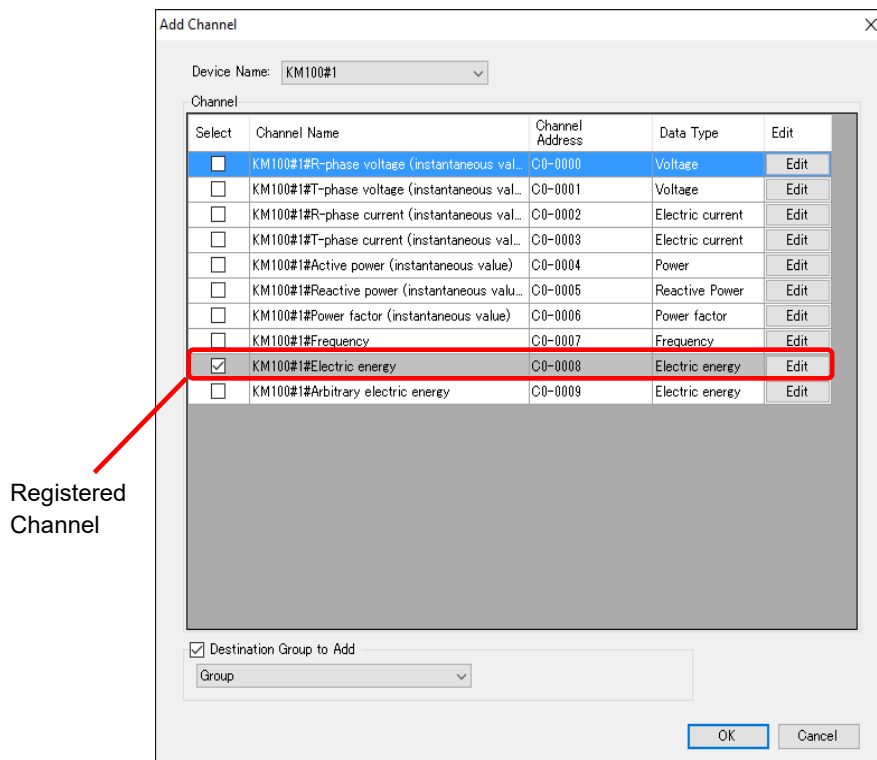 Add Channel
Device Name: KM100#1
Channel
Select Channel Name Channel Address Data Type Edit
KM100#1#R-phase voltage (instantaneous val... C0-0000 Voltage Edit
KM100#1#T-phase voltage (instantaneous val... C0-0001 Voltage Edit
KM100#1#R-phase current (instantaneous val... C0-0002 Electric current Edit
KM100#1#T-phase current (instantaneous val... C0-0003 Electric current Edit
KM100#1#Active power (instantaneous value) C0-0004 Power Edit
KM100#1#Reactive power (instantaneous valu... C0-0005 Reactive Power Edit
KM100#1#Power factor (instantaneous value) C0-0006 Power factor Edit
KM100#1#Frequency C0-0007 Frequency Edit
KM100#1#Electric energy C0-0008 Electric energy Edit
KM100#1#Arbitrary electric energy C0-0009 Electric energy Edit
Registered
Channel
Destination Group to Add
Group
OK Cancel